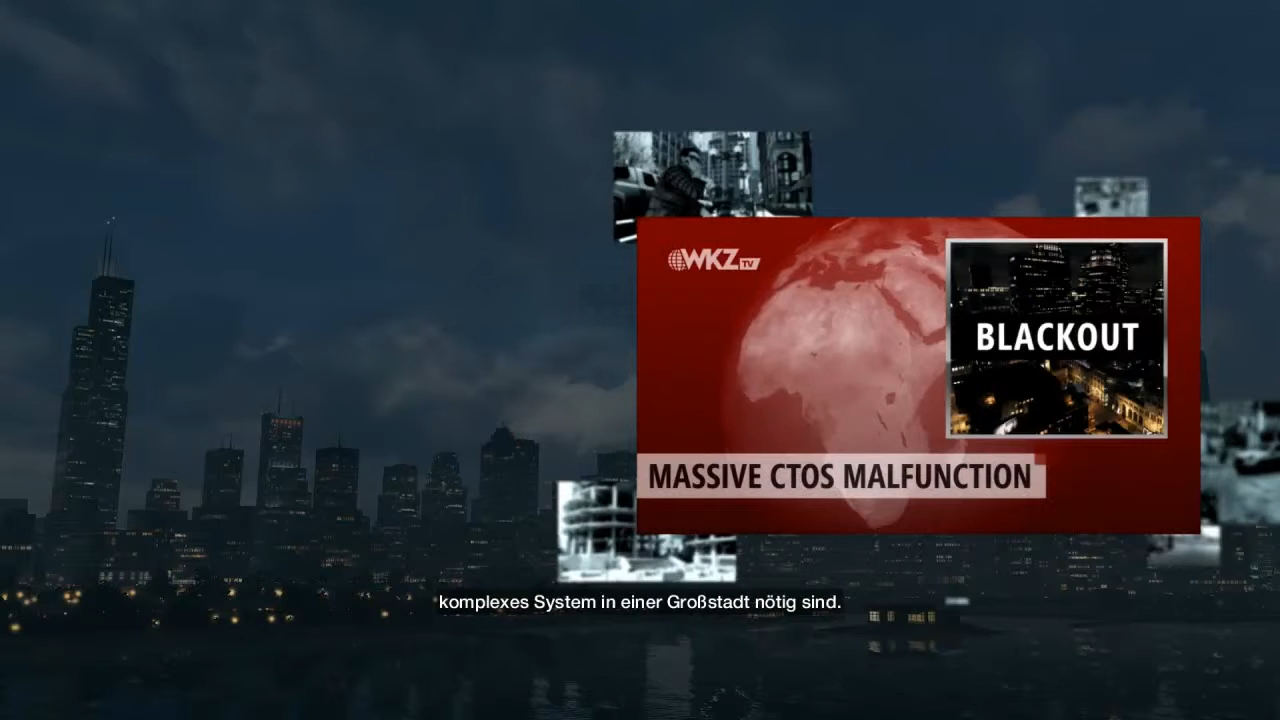 WKZ TV
BLACKOUT
MASSIVE CTOS MALFUNCTION
komplexes System in einer Großstadt nötig sind.